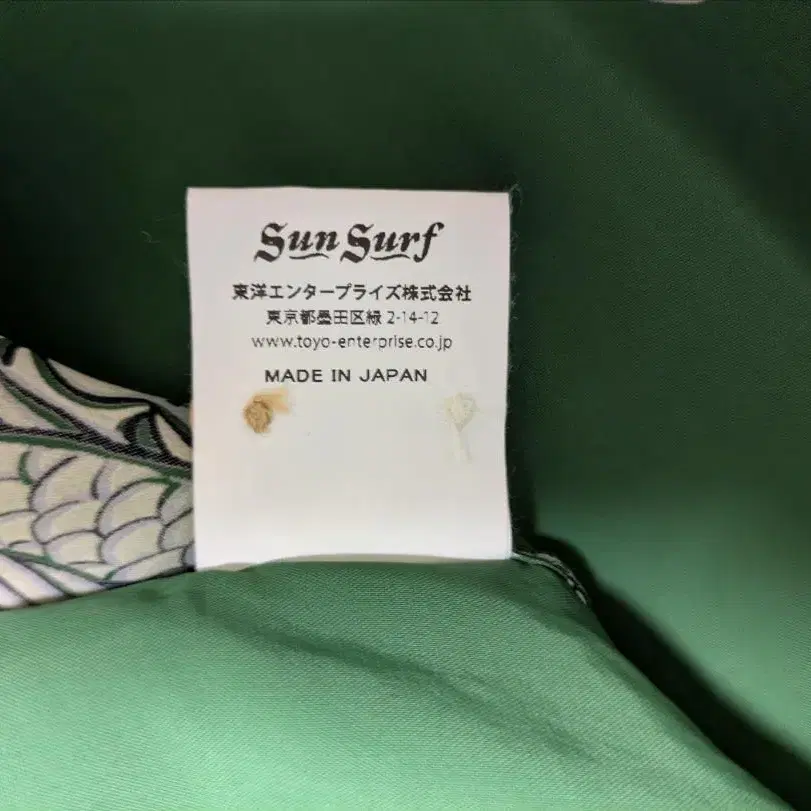 Sun Surf
東洋エンタープライズ株式会社
東京都墨田区緑 2-14-12
www.toyo-enterprise.co.jp
MADE IN JAPAN